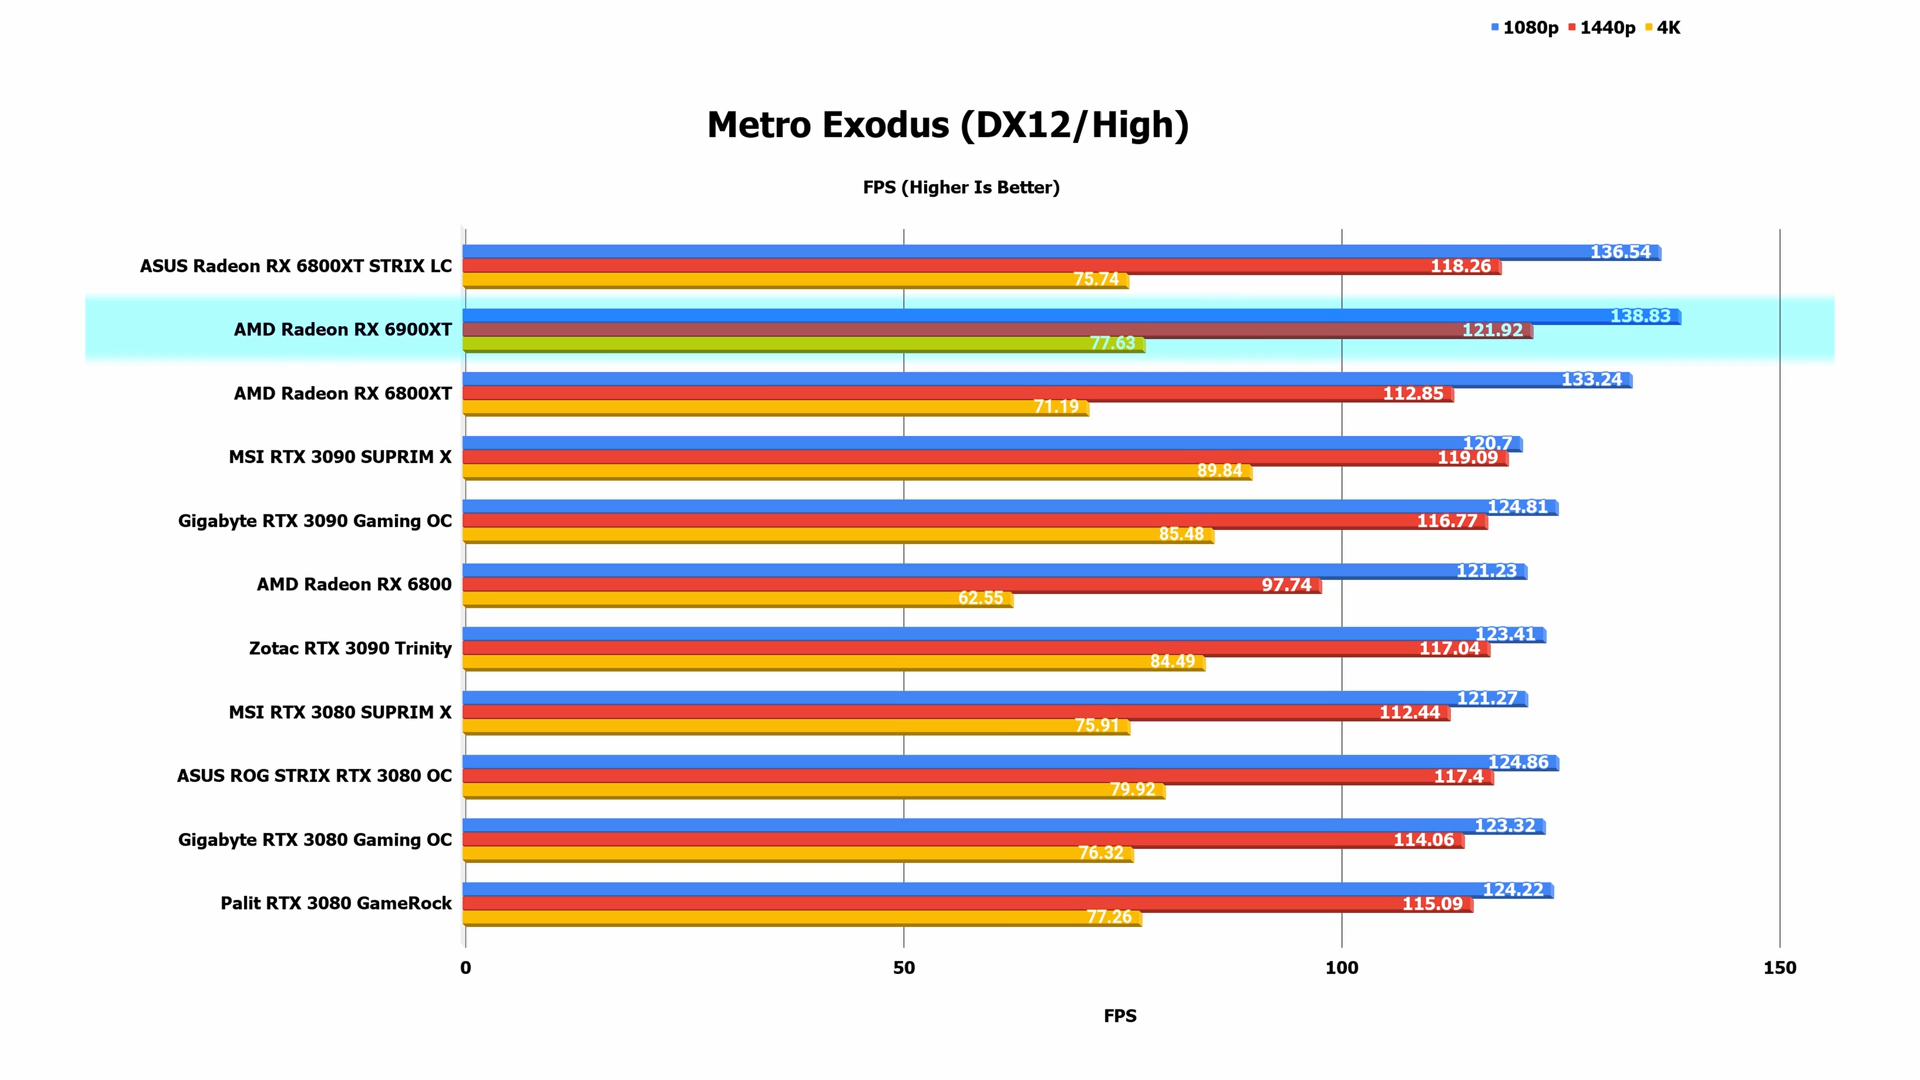 1080p 1440p 4K
Metro Exodus (DX12/High)
FPS (Higher Is Better)
ASUS Radeon RX 6800XT STRIX LC 136.54 118.26 75.74
AMD Radeon RX 6900XT 138.83 121.92 77.63
AMD Radeon RX 6800XT 133.24 112.85 71.19
MSI RTX 3090 SUPRIM X 120.7 119.09 89.84
Gigabyte RTX 3090 Gaming OC 124.81 116.77 85.48
AMD Radeon RX 6800 121.23 97.74 62.55
Zotac RTX 3090 Trinity 123.41 117.04 84.49
MSI RTX 3080 SUPRIM X 121.27 112.44 75.91
ASUS ROG STRIX RTX 3080 OC 124.86 117.4 79.92
Gigabyte RTX 3080 Gaming OC 123.32 114.06 76.32
Palit RTX 3080 GameRock 124.22 115.09 77.26
0 50 100 150
FPS